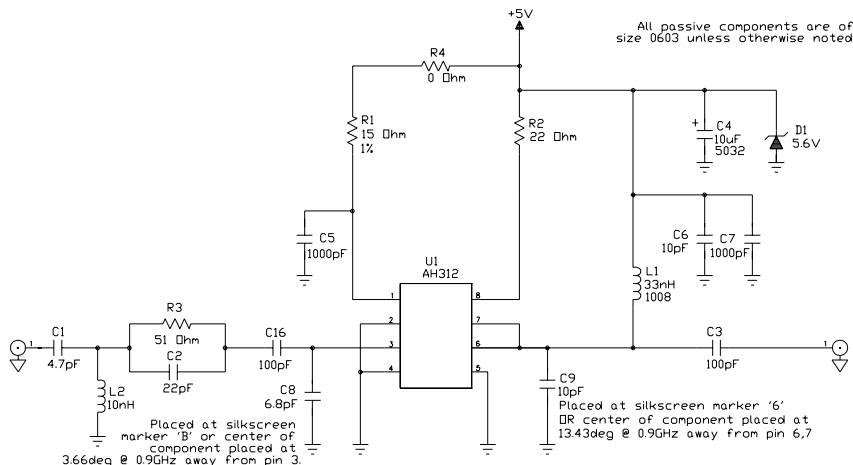 +5V
All passive components are of
size 0603 unless otherwise noted
R4
0 Ohm
R1
15 Ohm
1%
R2
22 Ohm
+
C4
10uF
5032
D1
5.6V
C5
1000pF
C6
10pF
C7
1000pF
U1
AH312
L1
33nH
1008
1
2
3
4
8
7
6
5
R3
51 Ohm
C1
4.7pF
1
C2
22pF
C16
100pF
C3
100pF
1
L2
10nH
C8
6.8pF
C9
10pF
Placed at silkscreen
marker 'B' or center of
component placed at
3.66deg @ 0.9GHz away from pin 3.
Placed at silkscreen marker '6'
OR center of component placed at
13.43deg @ 0.9GHz away from pin 6,7